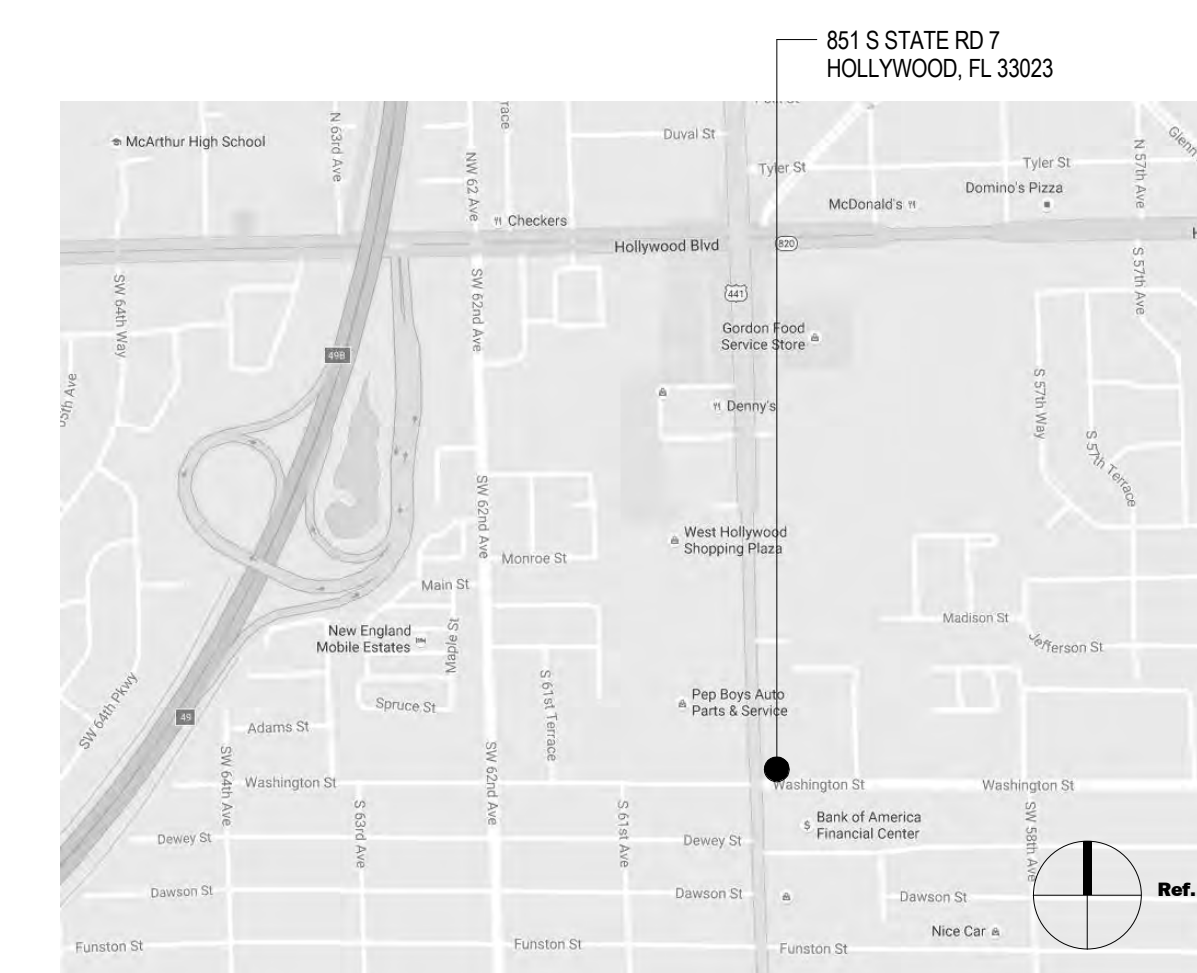 851 S STATE RD 7
HOLLYWOOD, FL 33023
McArthur High School
N 63rd Ave
NW 62 Ave
race
Duval St
Tyler St
Tyler St
N 57th Ave
Glenn
McDonald's
Domino's Pizza
Checkers
Hollywood Blvd
820
H
SW 64th Way
SW 62nd Ave
441
S 57th Ave
Gordon Food
Service Store
49B
65th Ave
Denny's
S 57th Way
S 57th Terrace
SW 62nd Ave
West Hollywood
Shopping Plaza
Monroe St
Main St
Madison St
Jefferson St
New England
Mobile Estates
Maple St
S 61st Terrace
SW 64th Pkwy
49
Spruce St
Pep Boys Auto
Parts & Service
Adams St
SW 64th Ave
Washington St
SW 62nd Ave
Washington St
Washington St
S 63rd Ave
S 61st Ave
Bank of America
Financial Center
SW 58th Ave
Dewey St
Dewey St
Dawson St
Dawson St
Dawson St
Ref.
Nice Car
Funston St
Funston St
Funston St